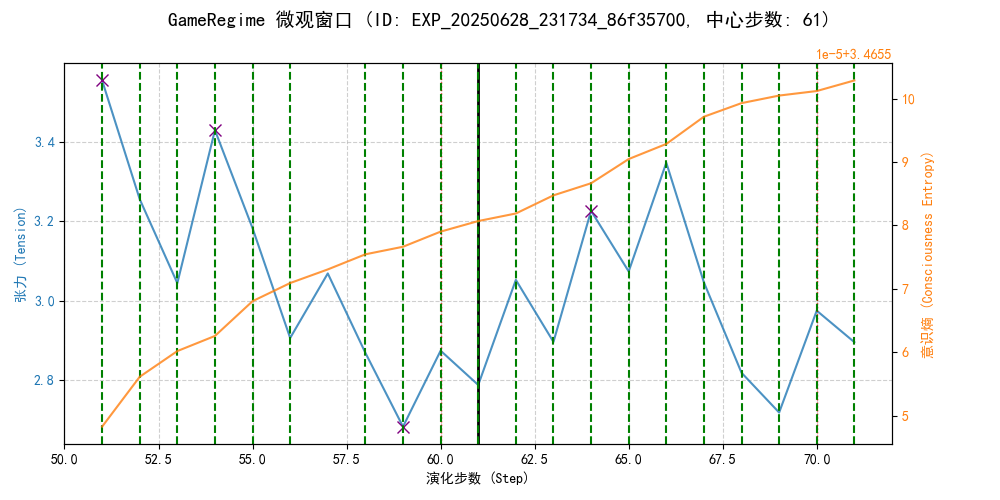 GameRegime 微观窗口 (ID: EXP_20250628_231734_86f35700, 中心步数: 61)
1e-5+3.4655
张力 (Tension)
3.4
3.2
3.0
2.8
10
9
8
7
6
5
意识熵 (Consciousness Entropy)
50.0 52.5 55.0 57.5 60.0 62.5 65.0 67.5 70.0
演化步数 (Step)